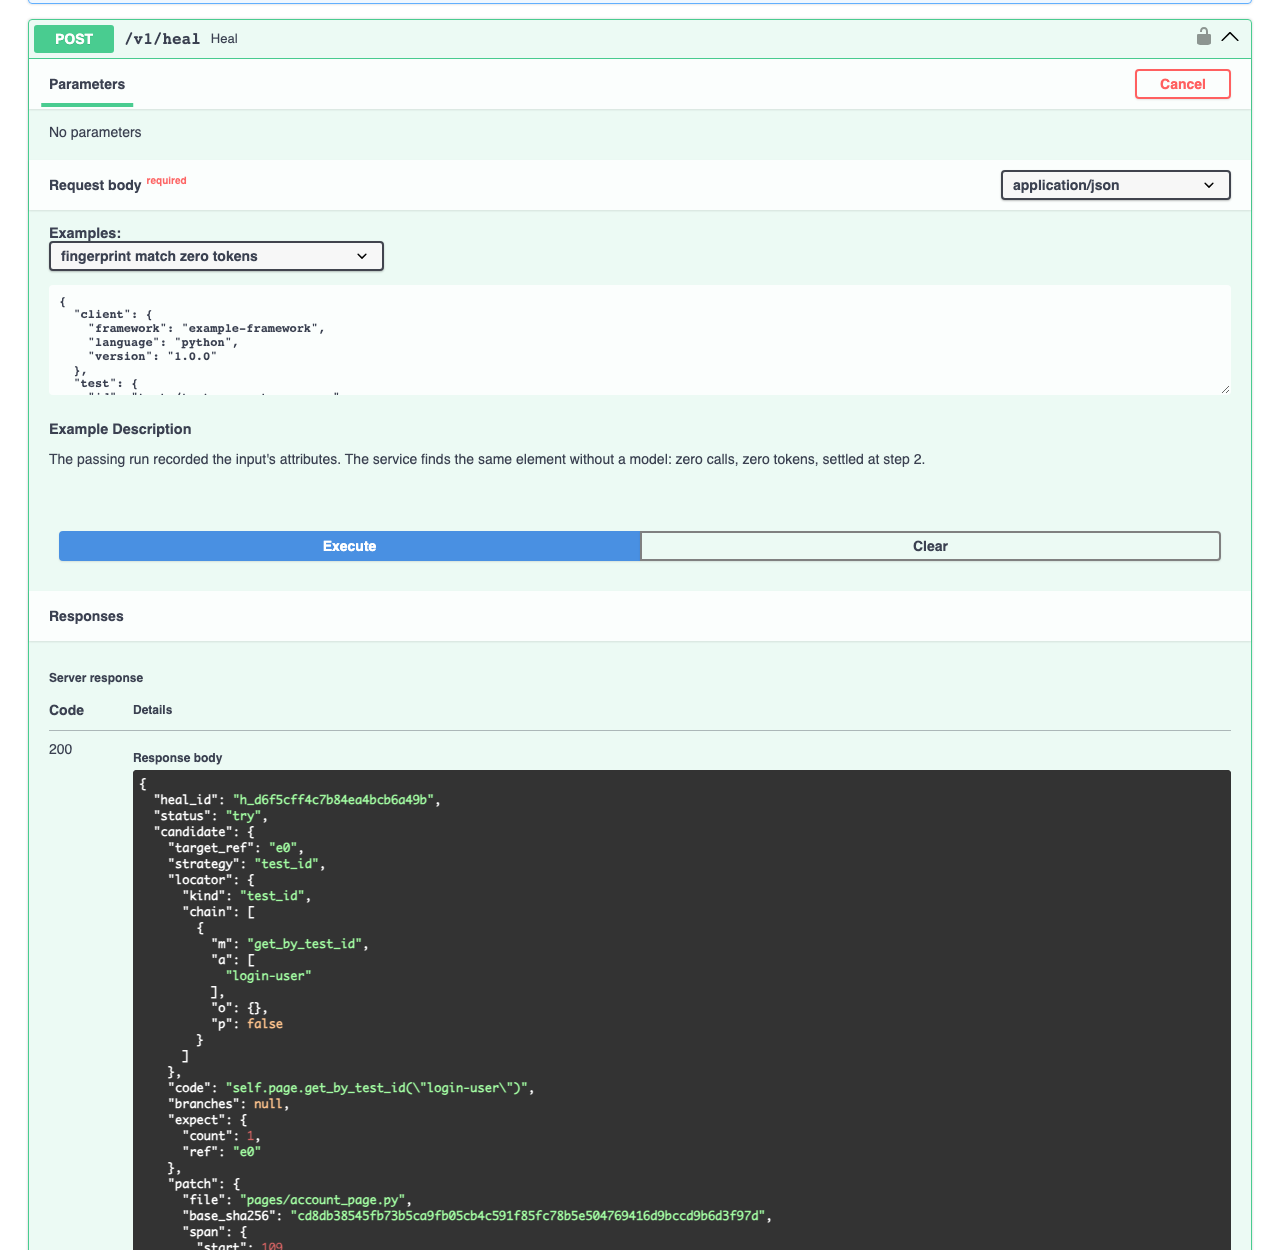 POST /v1/heal Heal
Parameters
Cancel
No parameters
Request body required
application/json
Examples:
fingerprint match zero tokens
{
  "client": {
    "framework": "example-framework",
    "language": "python",
    "version": "1.0.0"
  },
  "test": {
Example Description
The passing run recorded the input's attributes. The service finds the same element without a model: zero calls, zero tokens, settled at step 2.
Execute
Clear
Responses
Server response
Code Details
200
Response body
{
  "heal_id": "h_d6f5cff4c7b84ea4bcb6a49b",
  "status": "try",
  "candidate": {
    "target_ref": "e0",
    "strategy": "test_id",
    "locator": {
      "kind": "test_id",
      "chain": [
        {
          "m": "get_by_test_id",
          "a": [
            "login-user"
          ],
          "o": {},
          "p": false
        }
      ]
    },
    "code": "self.page.get_by_test_id(\"login-user\")",
    "branches": null,
    "expect": {
      "count": 1,
      "ref": "e0"
    },
    "patch": {
      "file": "pages/account_page.py",
      "base_sha256": "cd8db38545fb73b5ca9fb05cb4c591f85fc78b5e504769416d9bccd9b6d3f97d",
      "span": {
        "start": 109